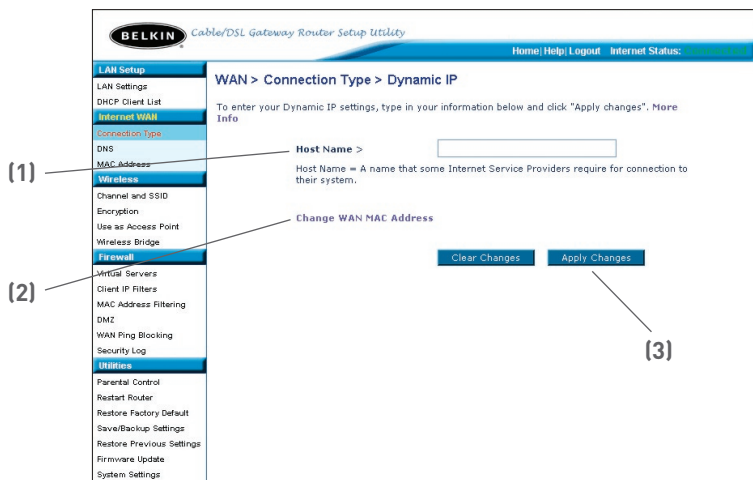 BELKIN
Cable/DSL Gateway Router Setup Utility
Home|Help|Logout Internet Status:
LAN Setup
LAN Settings
DHCP Client List
Internet WAN
Connection Type
DNS
MAC Address
Wireless
Channel and SSID
Encryption
Use as Access Point
Wireless Bridge
Firewall
Virtual Servers
Client IP Filters
MAC Address Filtering
DMZ
WAN Ping Blocking
Security Log
Utilities
Parental Control
Restart Router
Restore Factory Default
Save/Backup Settings
Restore Previous Settings
Firmware Update
System Settings
WAN > Connection Type > Dynamic IP
To enter your Dynamic IP settings, type in your information below and click "Apply changes". More
Info
Host Name >
Host Name = A name that some Internet Service Providers require for connection to
their system.
Change WAN MAC Address
Clear Changes Apply Changes
(1)
(2)
(3)